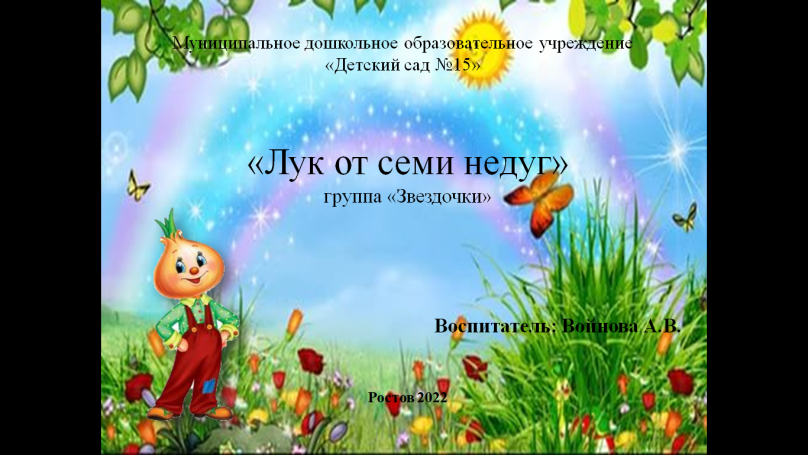 Муниципальное дошкольное образовательное учреждение
«Детский сад №15»
«Лук от семи недуг»
группа «Звездочки»
Воспитатель: Войнова А.В.
Ростов 2022